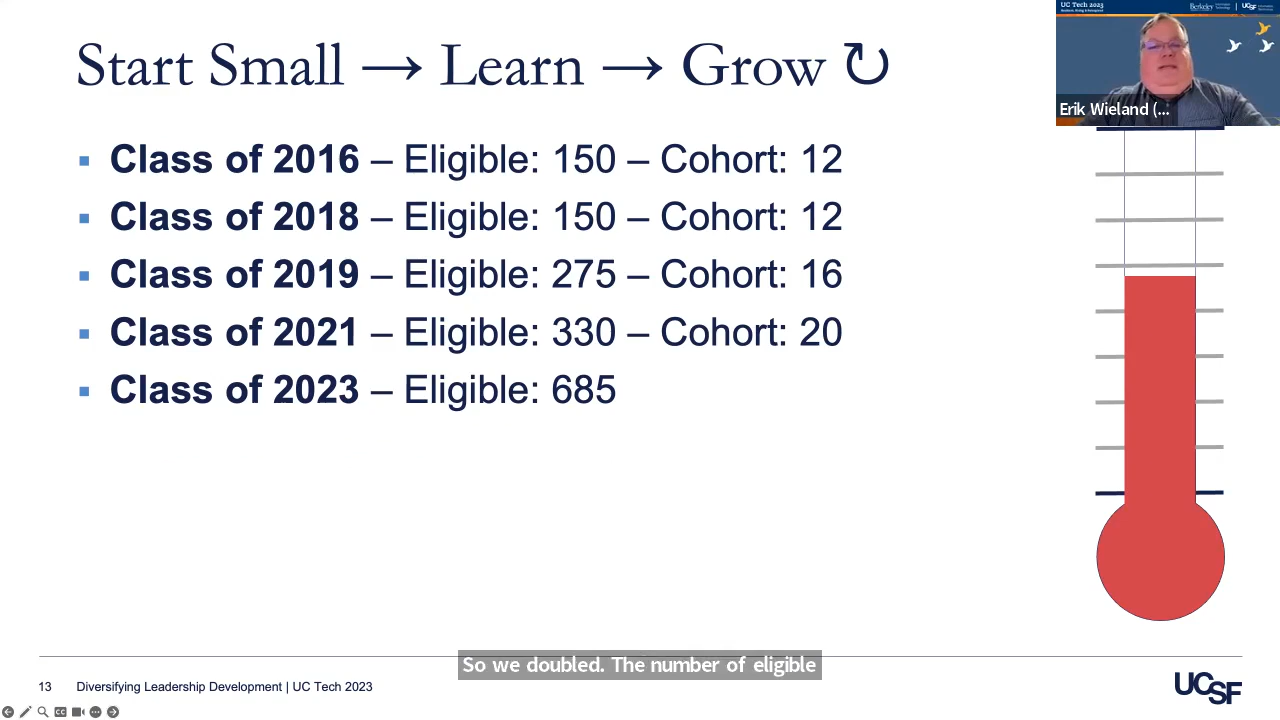 Start Small → Learn → Grow ↻
▪ Class of 2016 – Eligible: 150 – Cohort: 12
▪ Class of 2018 – Eligible: 150 – Cohort: 12
▪ Class of 2019 – Eligible: 275 – Cohort: 16
▪ Class of 2021 – Eligible: 330 – Cohort: 20
▪ Class of 2023 – Eligible: 685
UC Tech 2023
Berkeley
UCSF
Erik Wieland (...
So we doubled. The number of eligible
13 Diversifying Leadership Development | UC Tech 2023
UCSF
CC